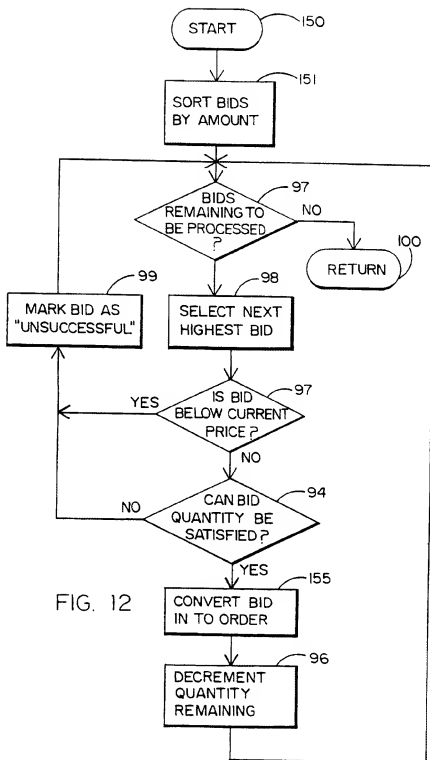 START
150
151
SORT BIDS
BY AMOUNT
BIDS
REMAINING TO
BE PROCESSED
?
97
NO
RETURN
100
99
MARK BID AS
"UNSUCCESSFUL"
98
SELECT NEXT
HIGHEST BID
97
YES
IS BID
BELOW CURRENT
PRICE?
NO
94
NO
CAN BID
QUANTITY BE
SATISFIED?
YES
155
FIG. 12
CONVERT BID
IN TO ORDER
96
DECREMENT
QUANTITY
REMAINING